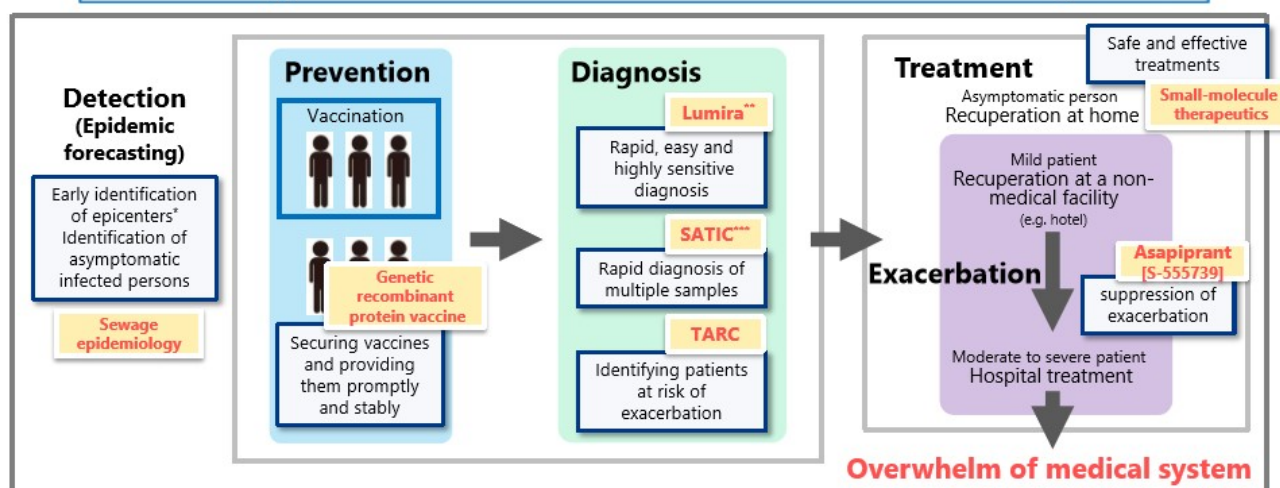 Detection
(Epidemic
forecasting)
Early identification
of epicenters*
Identification of
asymptomatic
infected persons
Sewage
epidemiology
Prevention
Vaccination
Genetic
recombinant
protein vaccine
Securing vaccines
and providing
them promptly
and stably
Diagnosis
Lumira**
Rapid, easy and
highly sensitive
diagnosis
SATIC***
Rapid diagnosis of
multiple samples
TARC
Identifying patients
at risk of
exacerbation
Treatment
Safe and effective
treatments
Small-molecule
therapeutics
Asymptomatic person
Recuperation at home
Mild patient
Recuperation at a non-
medical facility
(e.g. hotel)
Exacerbation
Asapiprant
[S-555739]
suppression of
exacerbation
Moderate to severe patient
Hospital treatment
Overwhelm of medical system